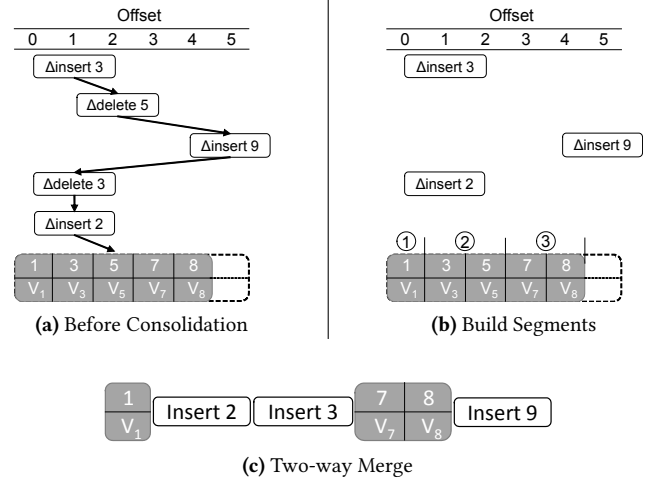 Offset
0 1 2 3 4 5
Δinsert 3
Δdelete 5
Δinsert 9
Δdelete 3
Δinsert 2
1 3 5 7 8
V1 V3 V5 V7 V8
(a) Before Consolidation
Offset
0 1 2 3 4 5
Δinsert 3
Δinsert 9
Δinsert 2
① ② ③
1 3 5 7 8
V1 V3 V5 V7 V8
(b) Build Segments
1 Insert 2 Insert 3 7 8 Insert 9
V1 V7 V8
(c) Two-way Merge